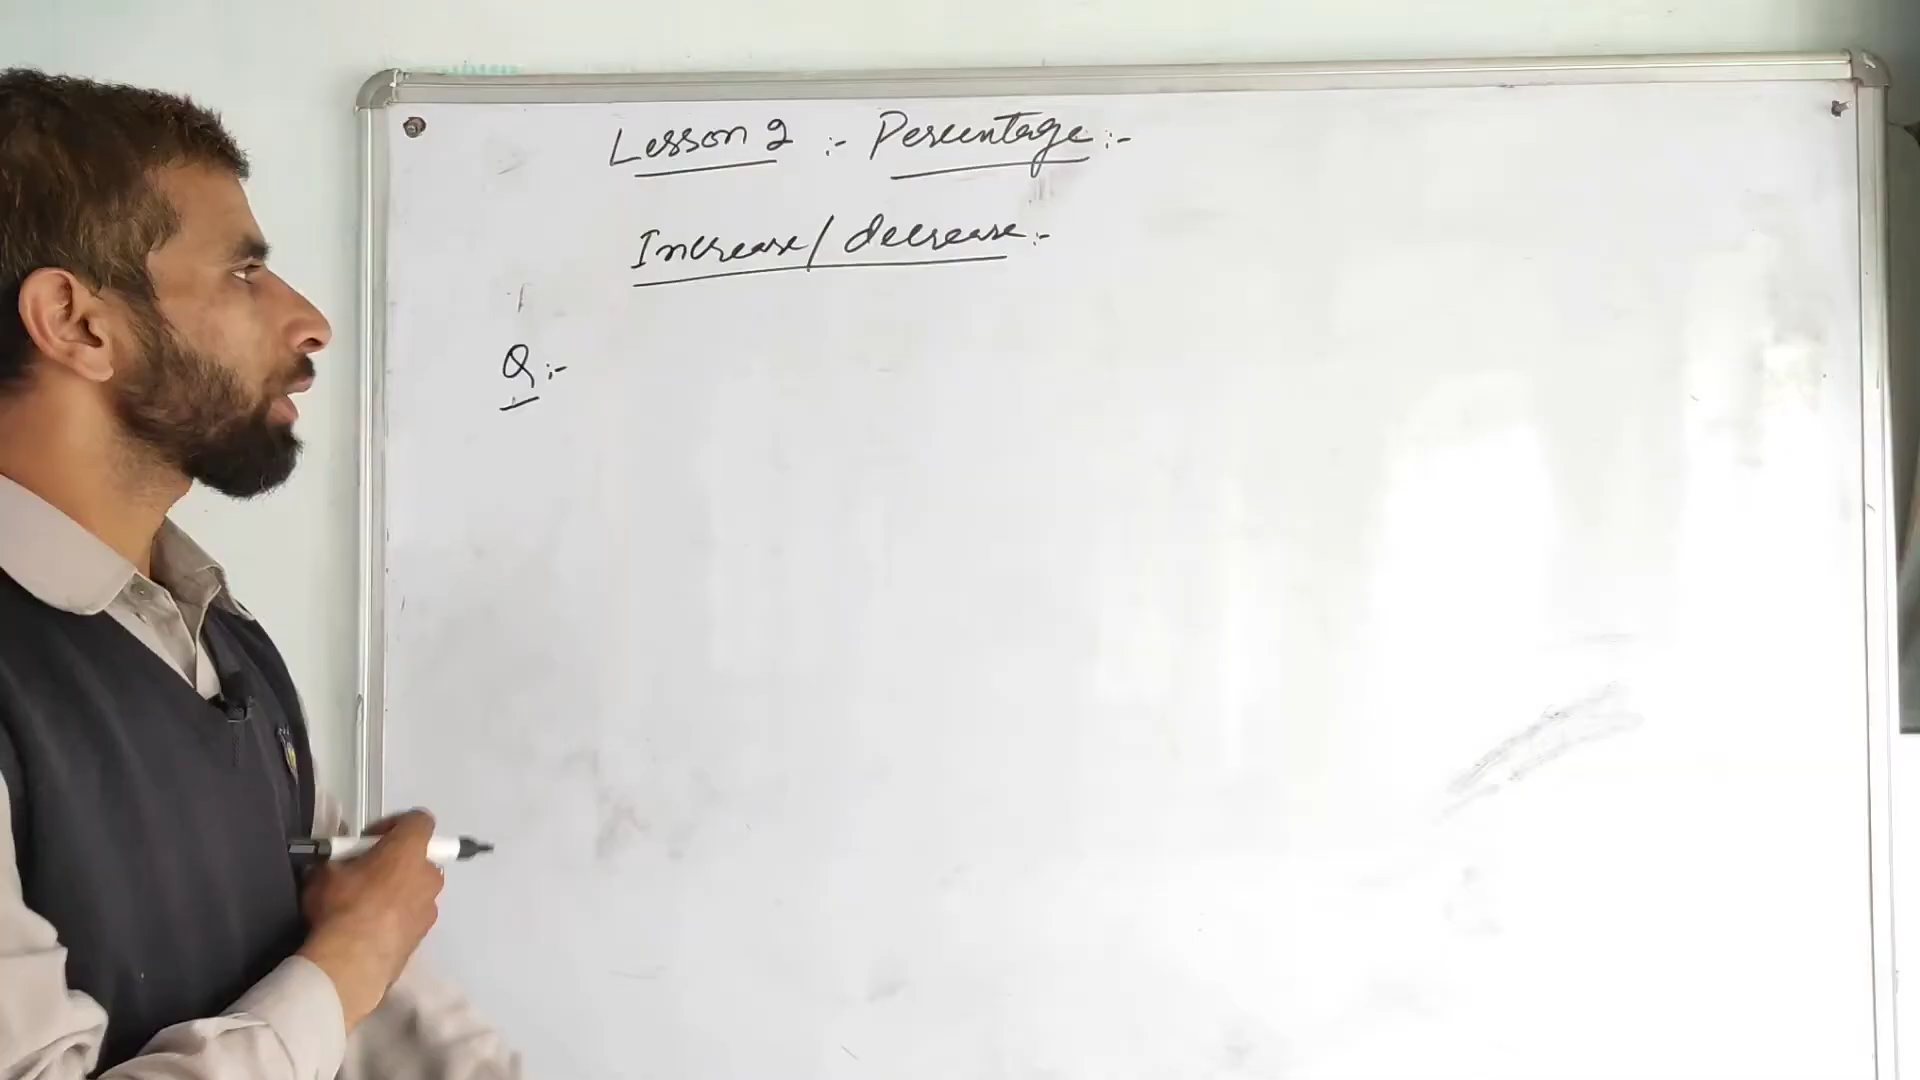 Lesson 2 :- Percentage :-
Increase/decrease :-
Q :-